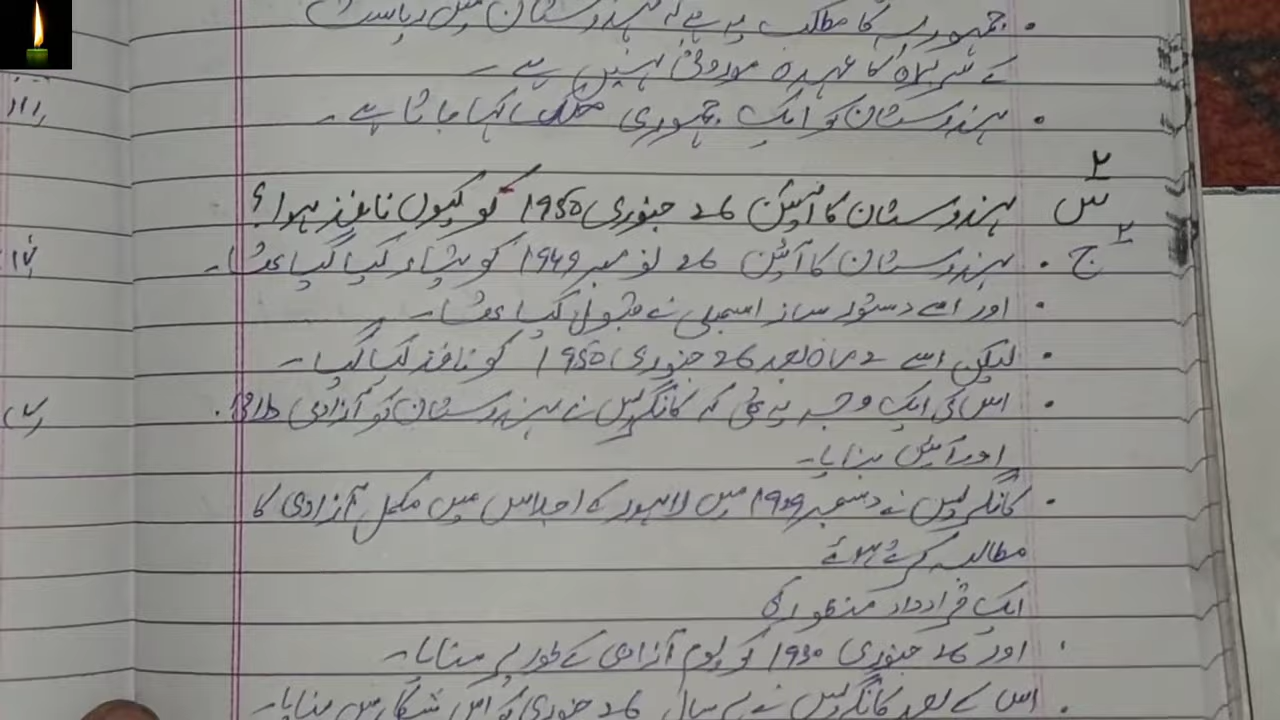 • جمہوریہ کا مطلب یہ ہے کہ ہندوستان میں ریاست
کے سربراہ کا عہدہ موروثی نہیں ہے ۔
• ہندوستان کو ایک جمہوری ملک کہا جاتا ہے ۔
س ۲ ہندوستان کا آئین 26 جنوری 1950 کو کیوں نافذ ہوا ؟
ج ۲ • ہندوستان کا آئین 26 نومبر 1949 کو تیار کیا گیا تھا ۔
• اور اسے دستور ساز اسمبلی نے قبول کیا تھا ۔
• لیکن اسے 2 ماہ بعد 26 جنوری 1950 کو نافذ کیا گیا ۔
• اس کی ایک وجہ یہ تھی کہ کانگریس نے ہندوستان کو آزادی دلائی
اور آئین بنایا ۔
• کانگریس نے دسمبر 1929 میں لاہور کے اجلاس میں مکمل آزادی کا
مطالبہ کرتے ہوئے
ایک قرارداد منظور کی
• اور 26 جنوری 1930 کو یوم آزادی کے طور پر منایا ۔
• اس کے بعد کانگریس نے ہر سال 26 جنوری کو اس شکل میں منایا ۔